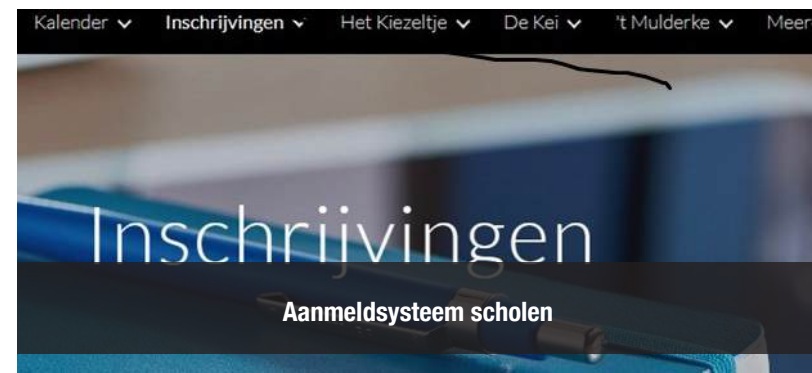 Kalender Inschrijvingen Het Kiezeltje De Kei 't Mulderke Meer
Inschrijvingen
Aanmeldsysteem scholen